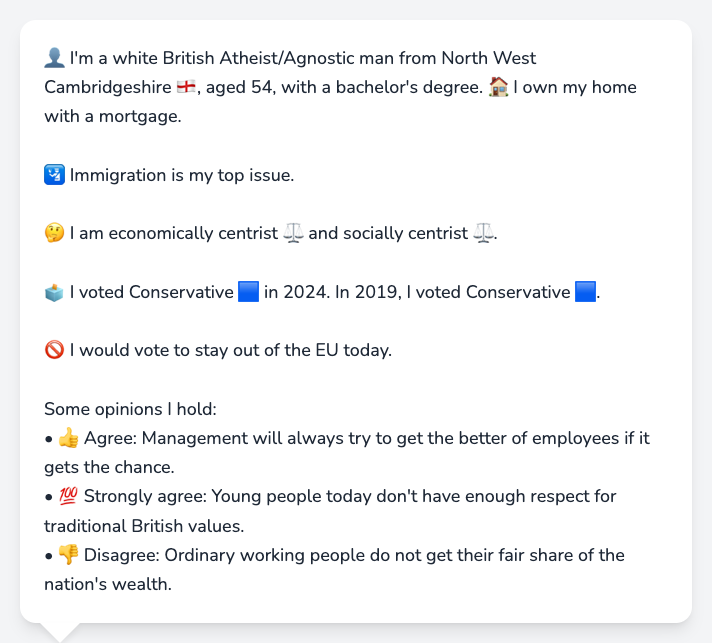 👤 I'm a white British Atheist/Agnostic man from North West
Cambridgeshire 🏴󠁧󠁢󠁥󠁮󠁧󠁿, aged 54, with a bachelor's degree. 🏠 I own my home
with a mortgage.
🛂 Immigration is my top issue.
🤔 I am economically centrist ⚖️ and socially centrist ⚖️.
🗳️ I voted Conservative 🟦 in 2024. In 2019, I voted Conservative 🟦.
🚫 I would vote to stay out of the EU today.
Some opinions I hold:
• 👍 Agree: Management will always try to get the better of employees if it
gets the chance.
• 💯 Strongly agree: Young people today don't have enough respect for
traditional British values.
• 👎 Disagree: Ordinary working people do not get their fair share of the
nation's wealth.